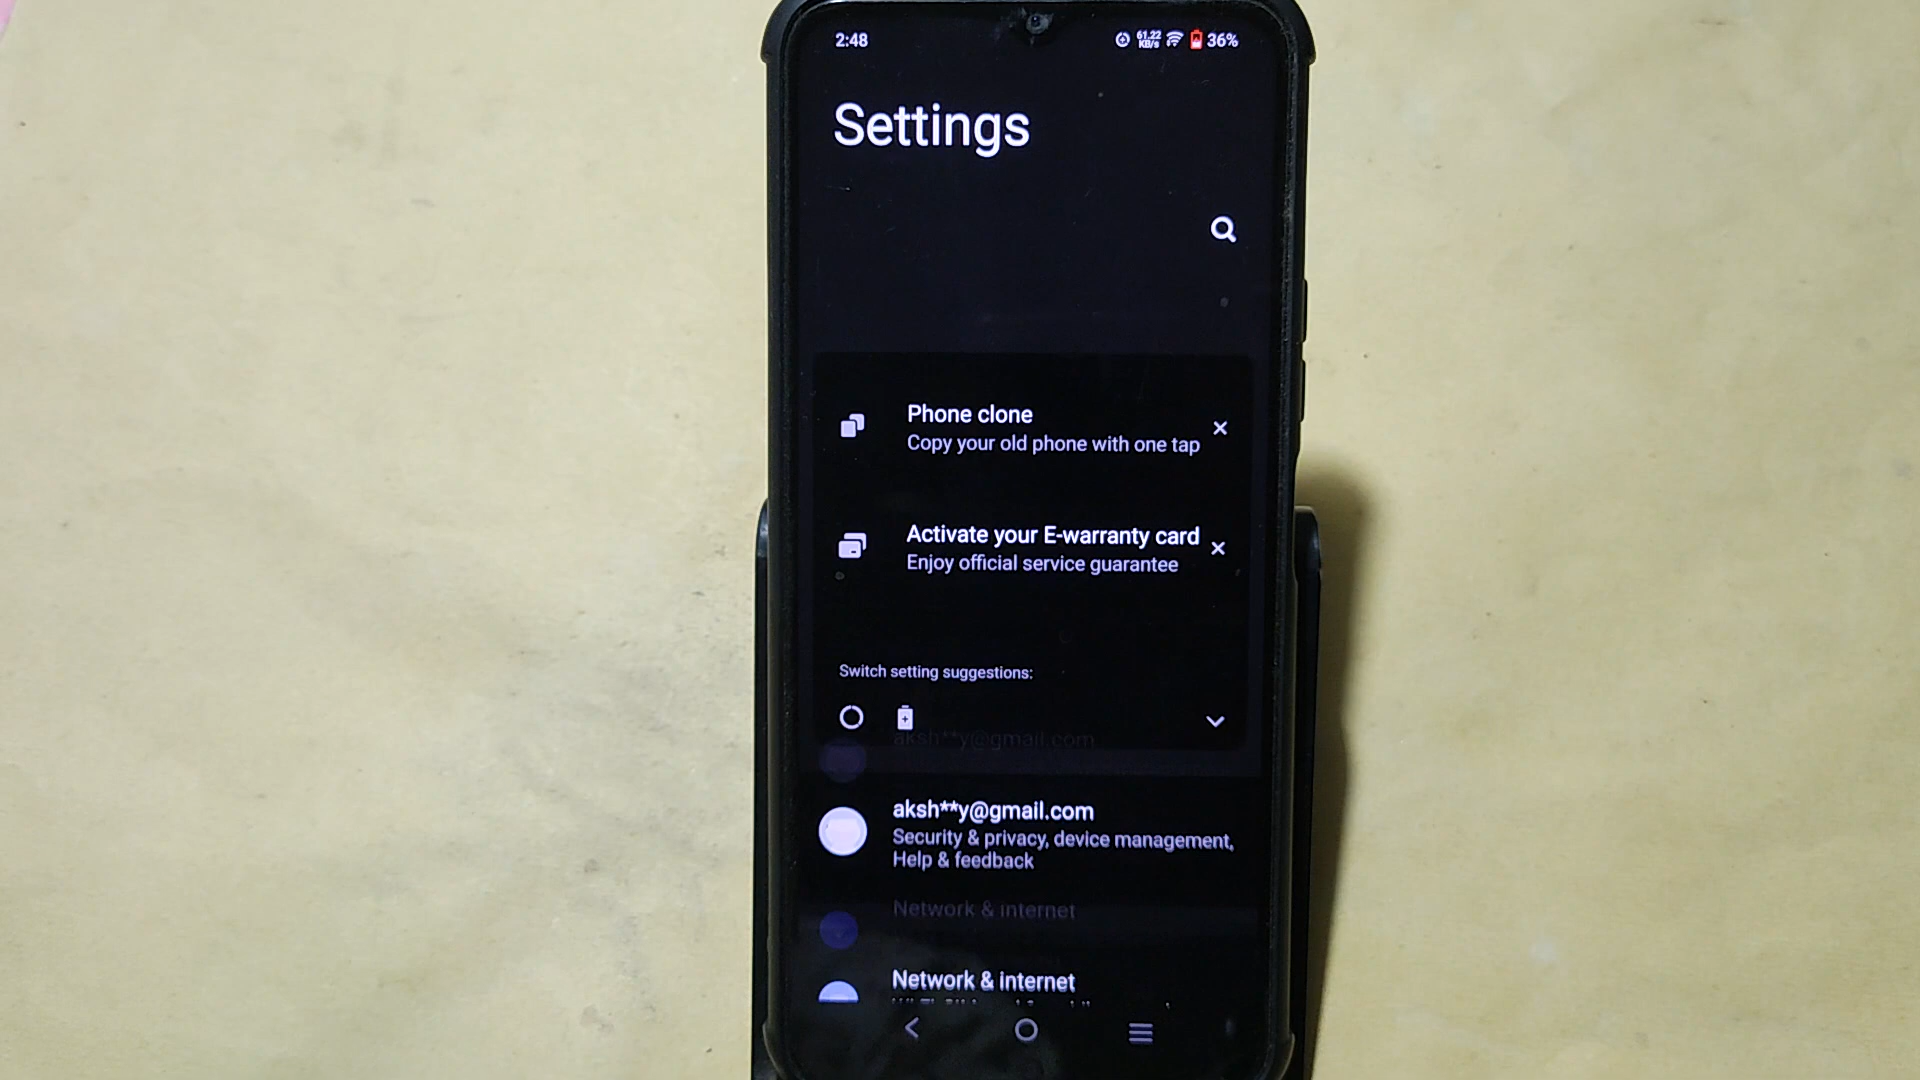 2:48
61.22
KB/s
36%
Settings
Phone clone
Copy your old phone with one tap
Activate your E-warranty card
Enjoy official service guarantee
Switch setting suggestions:
aksh**y@gmail.com
aksh**y@gmail.com
Security & privacy, device management,
Help & feedback
Network & internet
Network & internet